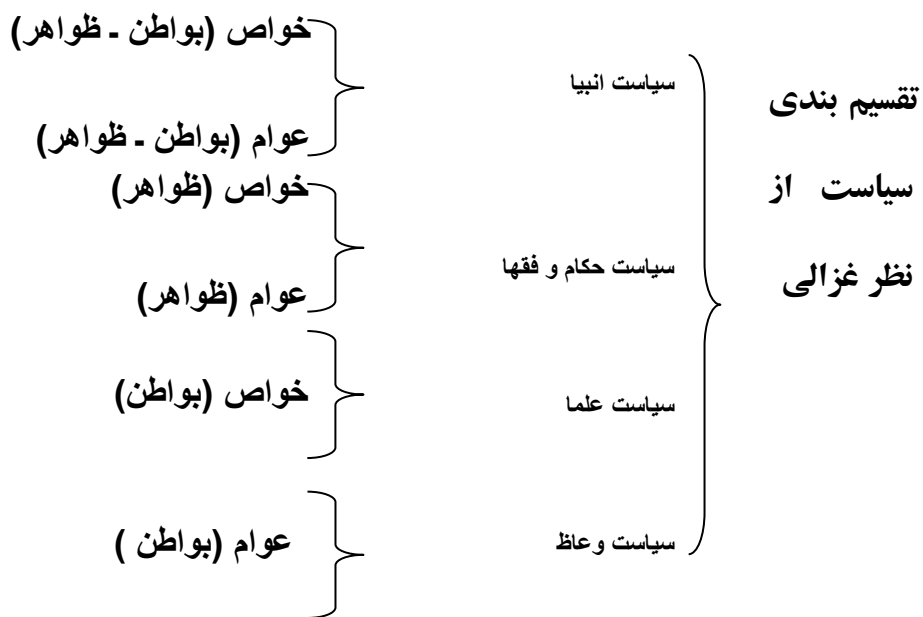 تقسیم بندی
سیاست از
نظر غزالی
سیاست انبیا
خواص (بواطن ـ ظواهر)
عوام (بواطن ـ ظواهر)
سیاست حکام و فقها
خواص (ظواهر)
عوام (ظواهر)
سیاست علما
خواص (بواطن)
سیاست وعاظ
عوام (بواطن )